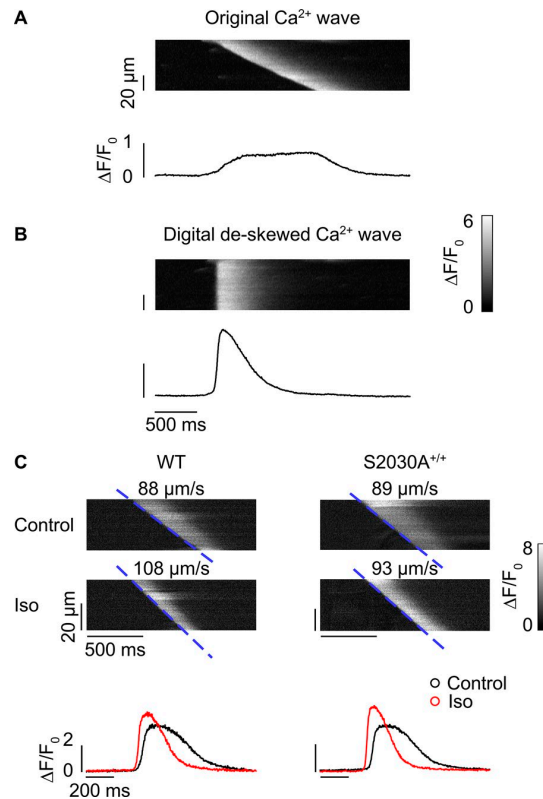 A
Original Ca²⁺ wave
20 µm
ΔF/F₀
1
0
B
Digital de-skewed Ca²⁺ wave
6
ΔF/F₀
0
500 ms
C
WT
S2030A⁺/⁺
88 µm/s
89 µm/s
Control
108 µm/s
93 µm/s
8
ΔF/F₀
0
Iso
20 µm
500 ms
Control
Iso
ΔF/F₀
2
0
200 ms